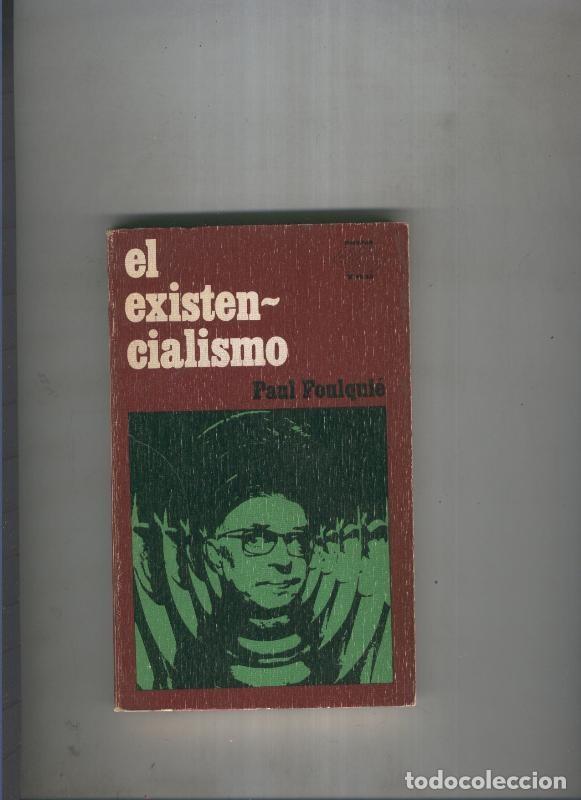 el
existen~
cialismo
Paul Foulquié
todocoleccion